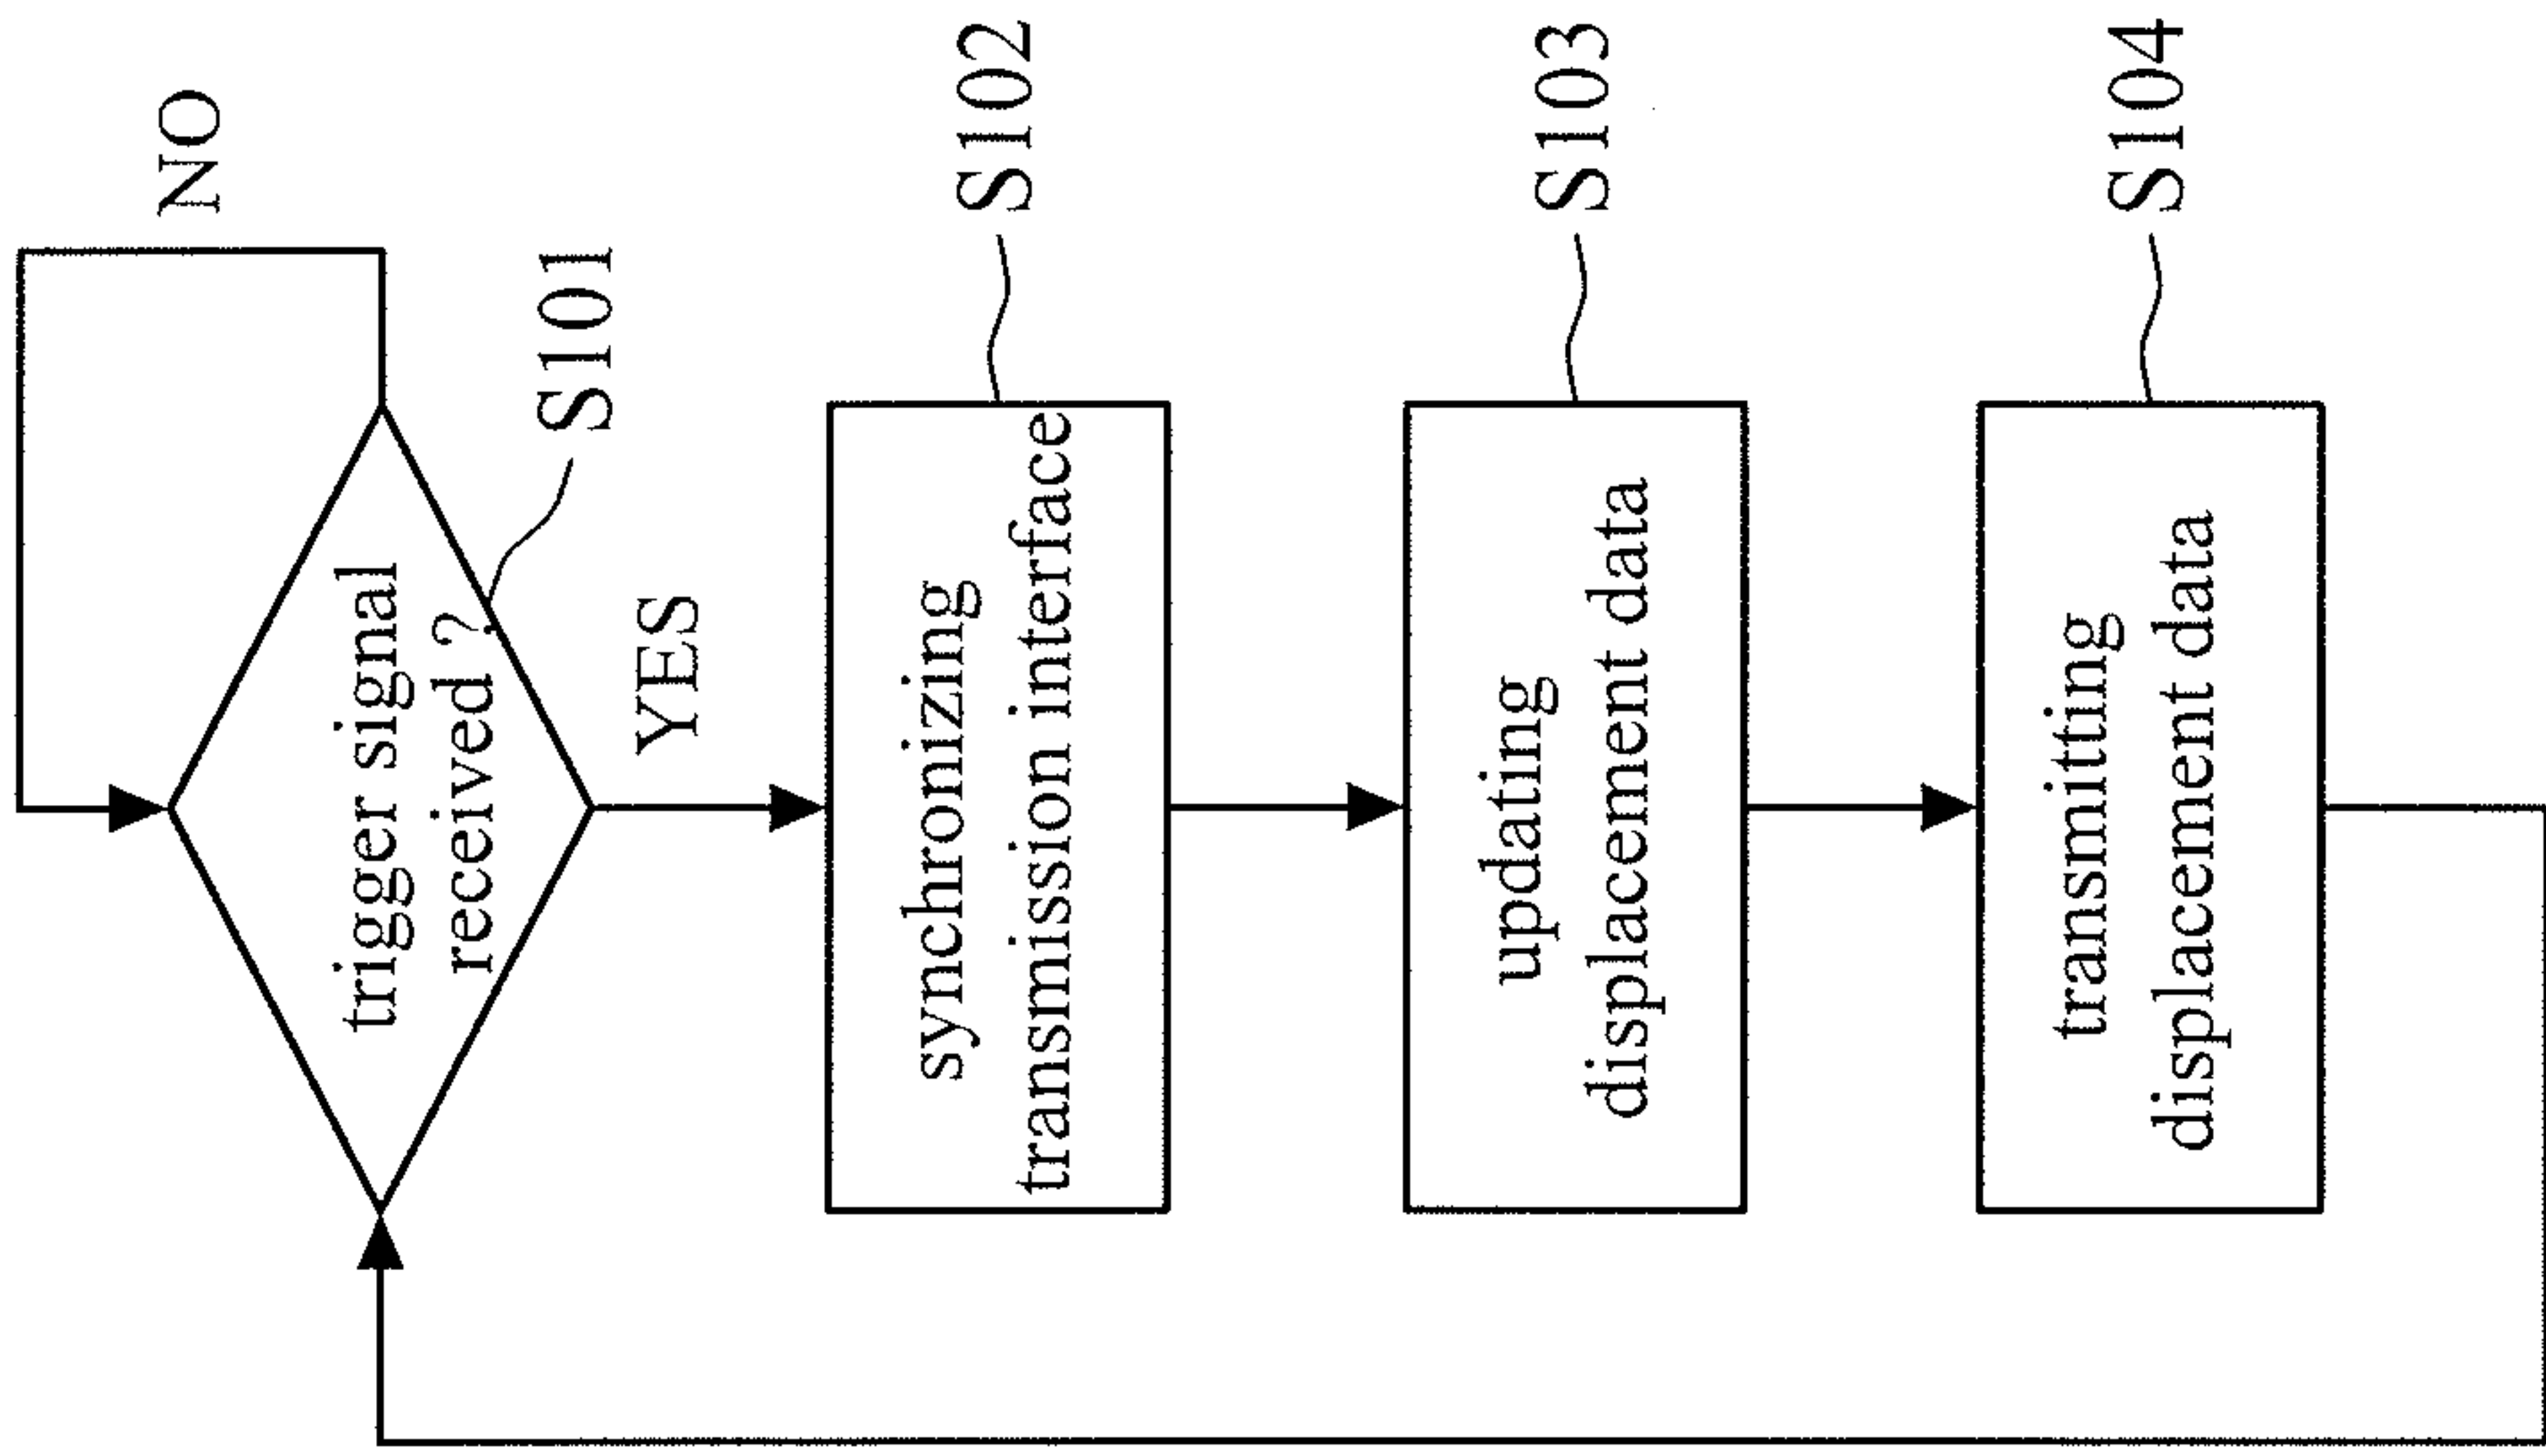 NO
trigger signal
received ?
S101
YES
synchronizing
transmission interface
S102
updating
displacement data
S103
transmitting
displacement data
S104